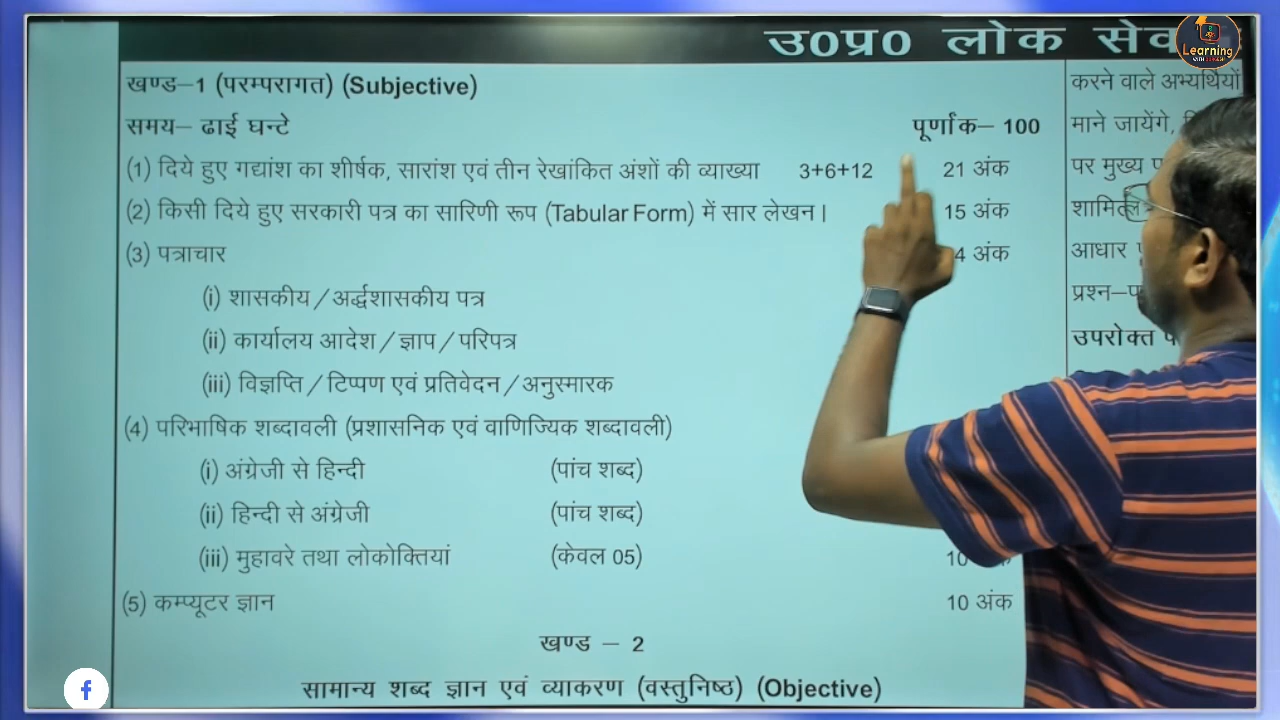 उ0प्र0 लोक
Learning
खण्ड–1 (परम्परागत) (Subjective)
समय– ढाई घन्टे पूर्णांक– 100
(1) दिये हुए गद्यांश का शीर्षक, सारांश एवं तीन रेखांकित अंशों की व्याख्या 3+6+12 21 अंक
(2) किसी दिये हुए सरकारी पत्र का सारिणी रूप (Tabular Form) में सार लेखन। 15 अंक
(3) पत्राचार 4 अंक
(i) शासकीय/अर्द्धशासकीय पत्र
(ii) कार्यालय आदेश/ज्ञाप/परिपत्र
(iii) विज्ञप्ति/टिप्पण एवं प्रतिवेदन/अनुस्मारक
(4) परिभाषिक शब्दावली (प्रशासनिक एवं वाणिज्यिक शब्दावली)
(i) अंग्रेजी से हिन्दी (पांच शब्द)
(ii) हिन्दी से अंग्रेजी (पांच शब्द)
(iii) मुहावरे तथा लोकोक्तियां (केवल 05) 10
(5) कम्प्यूटर ज्ञान 10 अंक
खण्ड – 2
सामान्य शब्द ज्ञान एवं व्याकरण (वस्तुनिष्ठ) (Objective)
करने वाले अभ्यर्थियों
माने जायेंगे,
पर मुख्य
आधार
उपरोक्त